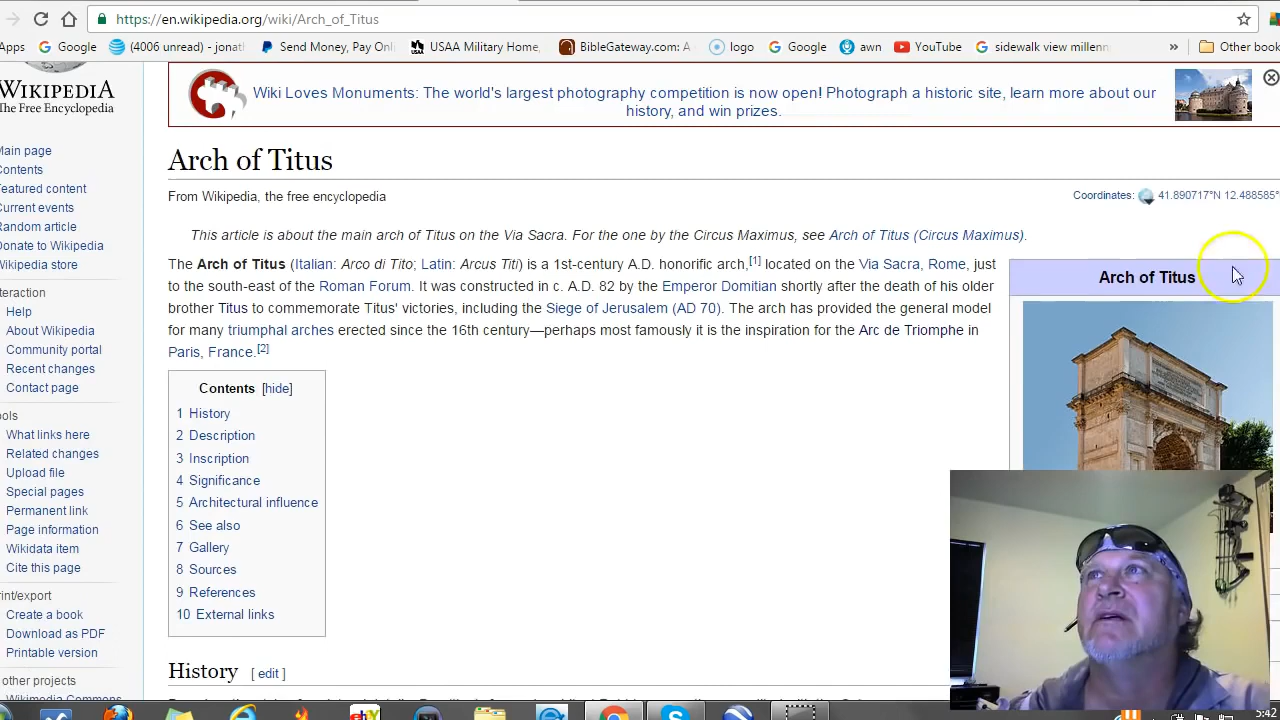 https://en.wikipedia.org/wiki/Arch_of_Titus
Apps Google (4006 unread) - jonat Send Money, Pay Onli USAA Military Home, BibleGateway.com: A logo Google awn YouTube sidewalk view millenn » Other book
WIKIPEDIA
The Free Encyclopedia
Main page
Contents
Featured content
Current events
Random article
Donate to Wikipedia
Wikipedia store
nteraction
Help
About Wikipedia
Community portal
Recent changes
Contact page
ools
What links here
Related changes
Upload file
Special pages
Permanent link
Page information
Wikidata item
Cite this page
rint/export
Create a book
Download as PDF
Printable version
other projects
Wikimedia Commons
Wiki Loves Monuments: The world's largest photography competition is now open! Photograph a historic site, learn more about our
history, and win prizes.
Arch of Titus
From Wikipedia, the free encyclopedia
Coordinates: 41.890717°N 12.488585°
This article is about the main arch of Titus on the Via Sacra. For the one by the Circus Maximus, see Arch of Titus (Circus Maximus).
The Arch of Titus (Italian: Arco di Tito; Latin: Arcus Titi) is a 1st-century A.D. honorific arch,[1] located on the Via Sacra, Rome, just
to the south-east of the Roman Forum. It was constructed in c. A.D. 82 by the Emperor Domitian shortly after the death of his older
brother Titus to commemorate Titus' victories, including the Siege of Jerusalem (AD 70). The arch has provided the general model
for many triumphal arches erected since the 16th century—perhaps most famously it is the inspiration for the Arc de Triomphe in
Paris, France.[2]
Contents [hide]
1 History
2 Description
3 Inscription
4 Significance
5 Architectural influence
6 See also
7 Gallery
8 Sources
9 References
10 External links
History [ edit ]
Arch of Titus
ebay
5:42